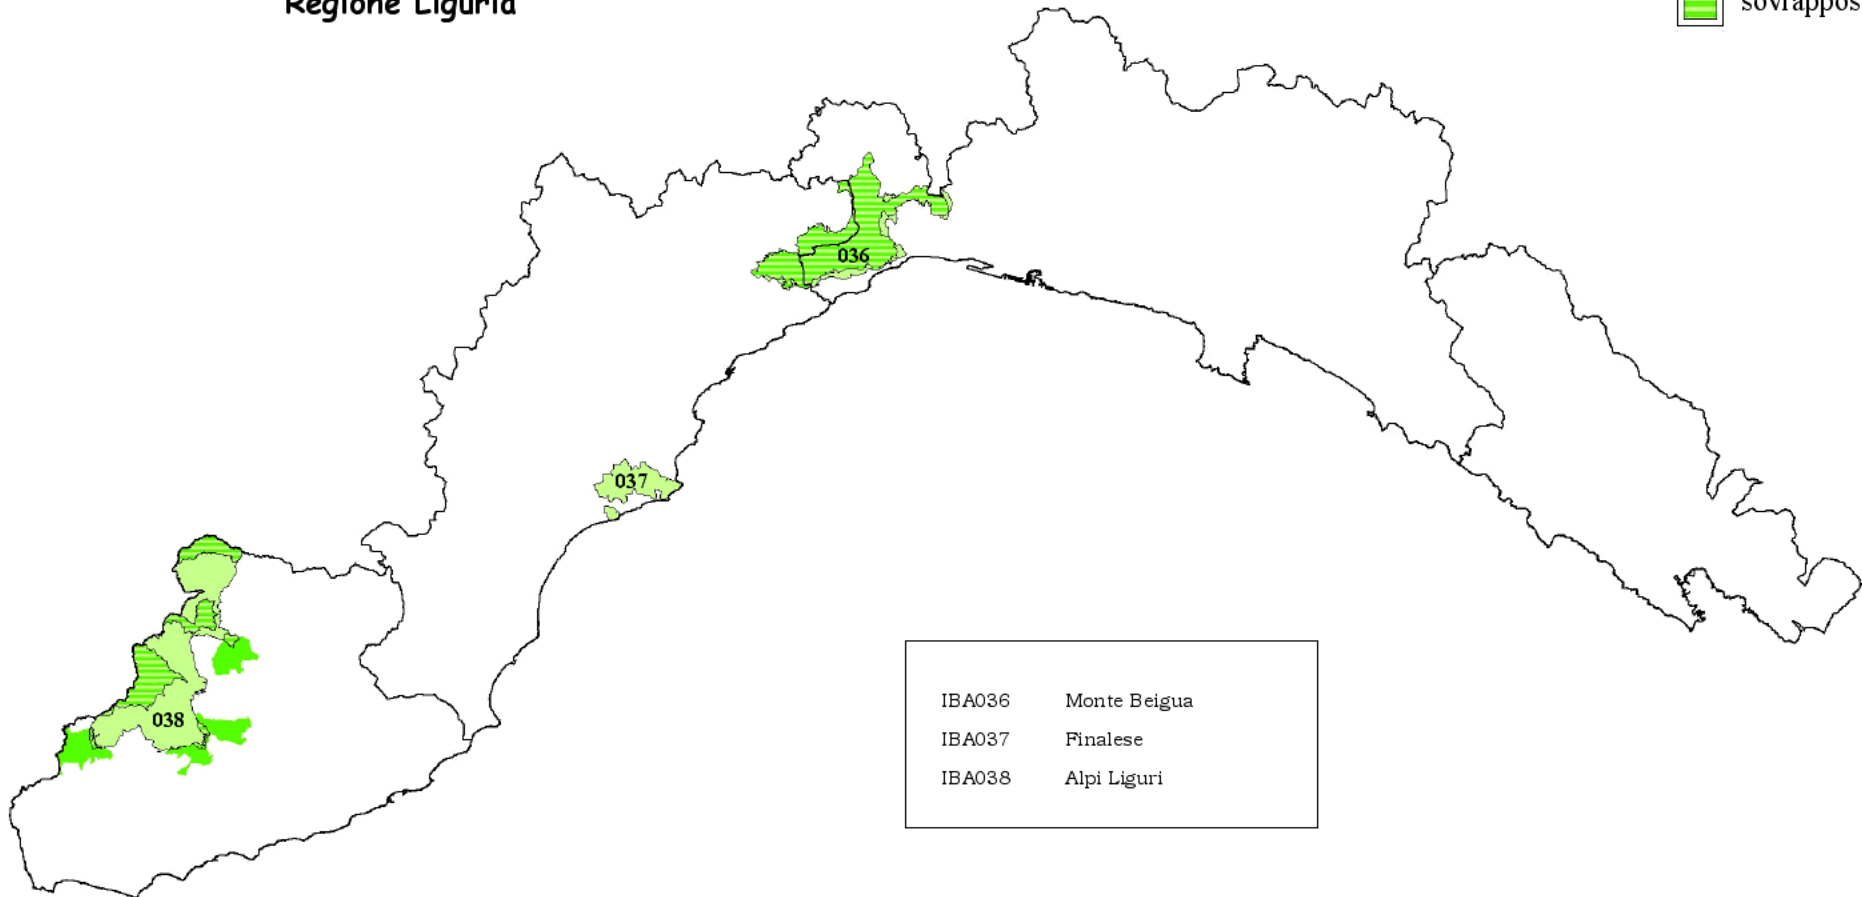 Regione Liguria
sovrappos
036
037
038
IBA036 Monte Beigua
IBA037 Finalese
IBA038 Alpi Liguri